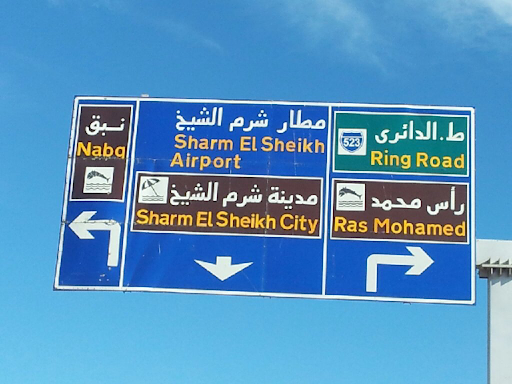 نبق
Nabq
مطار شرم الشيخ
Sharm El Sheikh
Airport
مدينة شرم الشيخ
Sharm El Sheikh City
ط.الدائرى
523
Ring Road
رأس محمد
Ras Mohamed